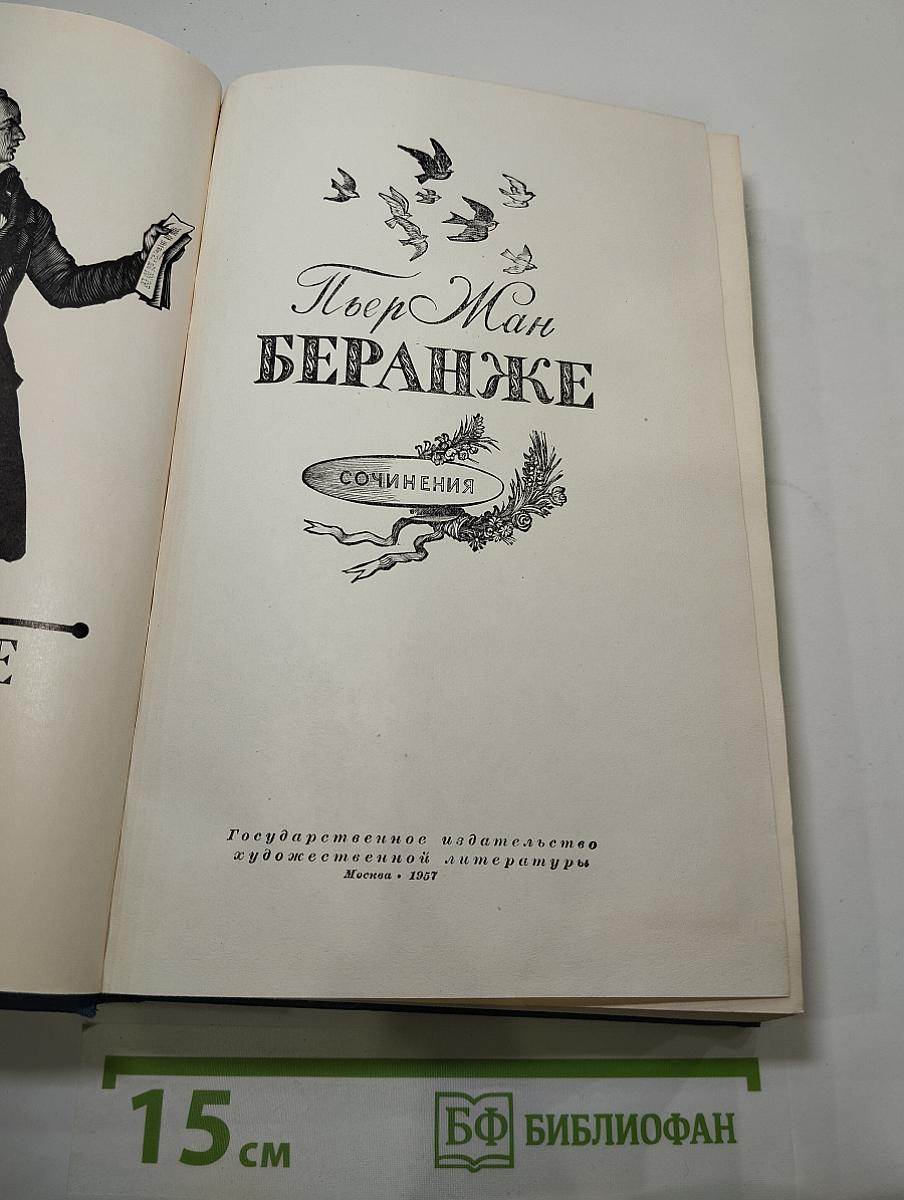 Пьер Жан
БЕРАНЖЕ
СОЧИНЕНИЯ
Государственное издательство
художественной литературы
Москва • 1957
Е
15 см
БФ БИБЛИОФАН